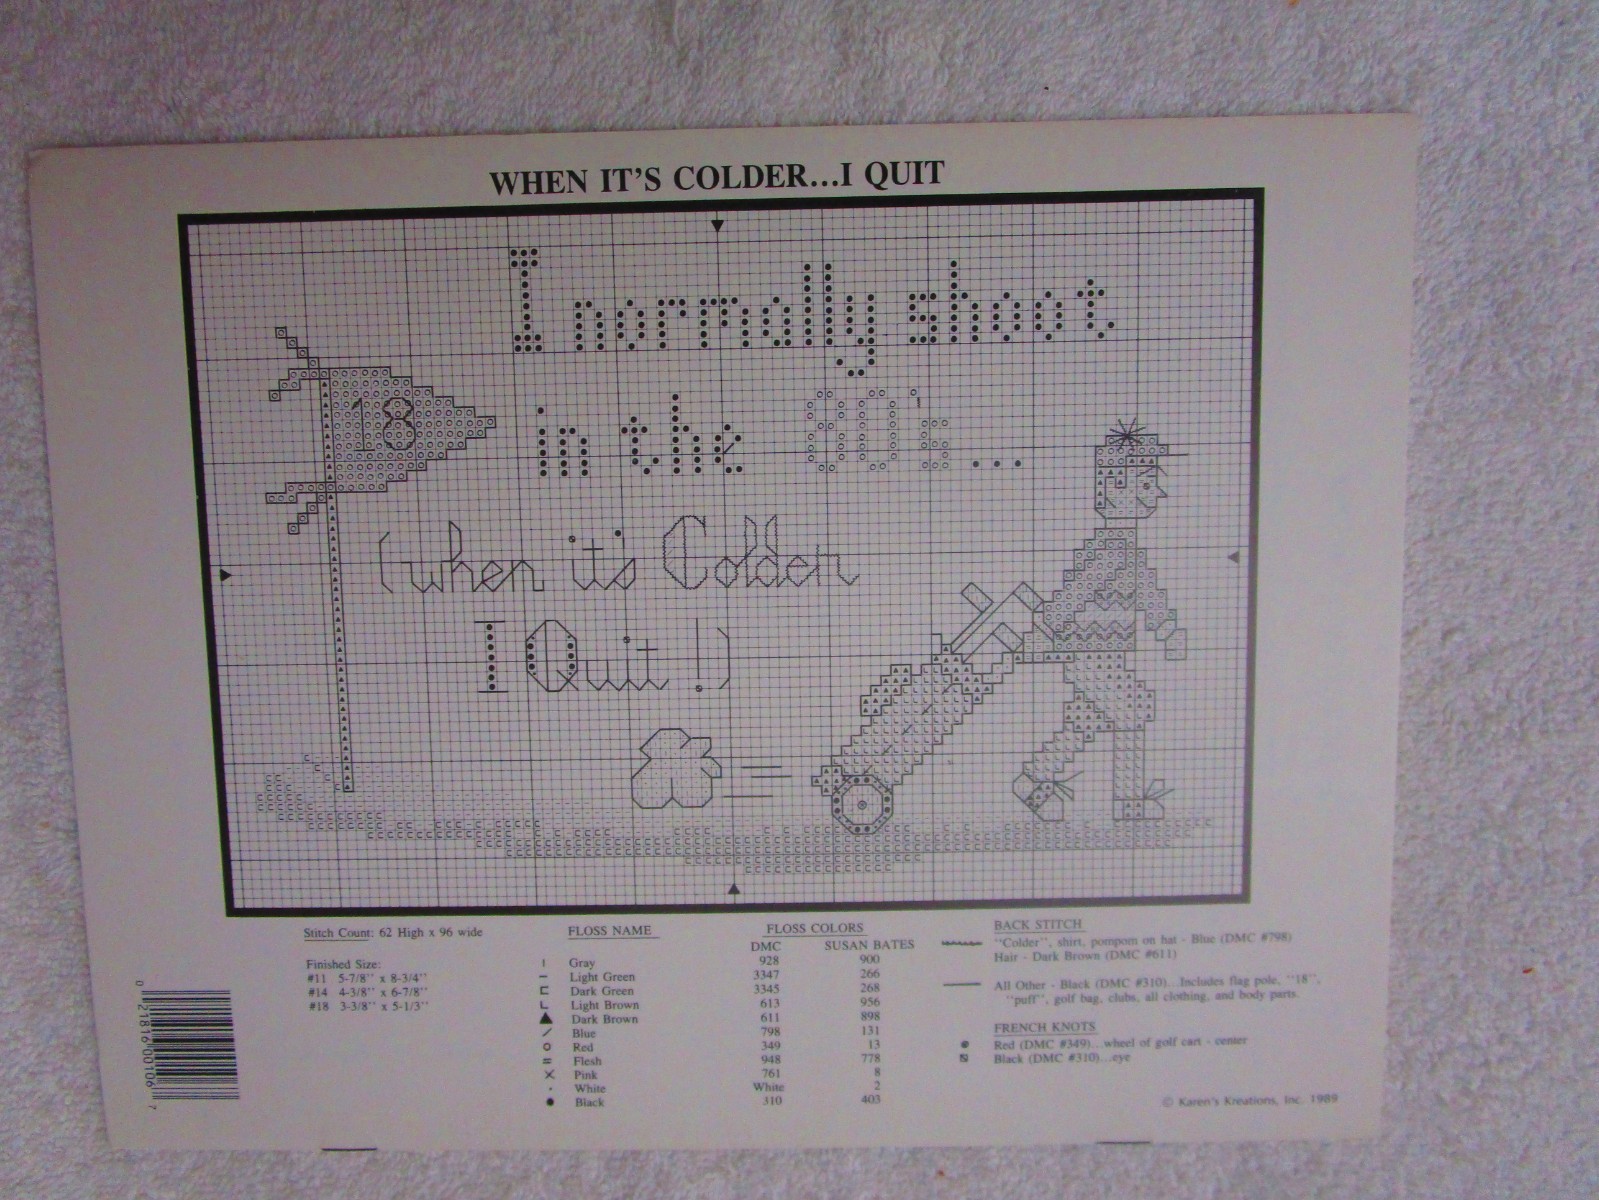 WHEN IT'S COLDER...I QUIT
I normally shoot
in the 80's...
18
(when it's Colder
I Quit!)
Stitch Count: 62 High x 96 wide
Finished Size:
#11 5-7/8" x 8-3/4"
#14 4-3/8" x 6-7/8"
#18 3-3/8" x 5-1/3"
FLOSS NAME FLOSS COLORS
DMC SUSAN BATES
ı Gray 928 900
– Light Green 3347 266
⊏ Dark Green 3345 268
L Light Brown 613 956
▲ Dark Brown 611 898
/ Blue 798 131
o Red 349 13
= Flesh 948 778
X Pink 761 8
· White White 2
● Black 310 403
BACK STITCH
"Colder", shirt, pompom on hat - Blue (DMC #798)
Hair - Dark Brown (DMC #611)
All Other - Black (DMC #310)...Includes flag pole, "18",
"puff", golf bag, clubs, all clothing, and body parts.
FRENCH KNOTS
Red (DMC #349)...wheel of golf cart - center
Black (DMC #310)...eye
© Karen's Kreations, Inc. 1989
0 21816 00106 7